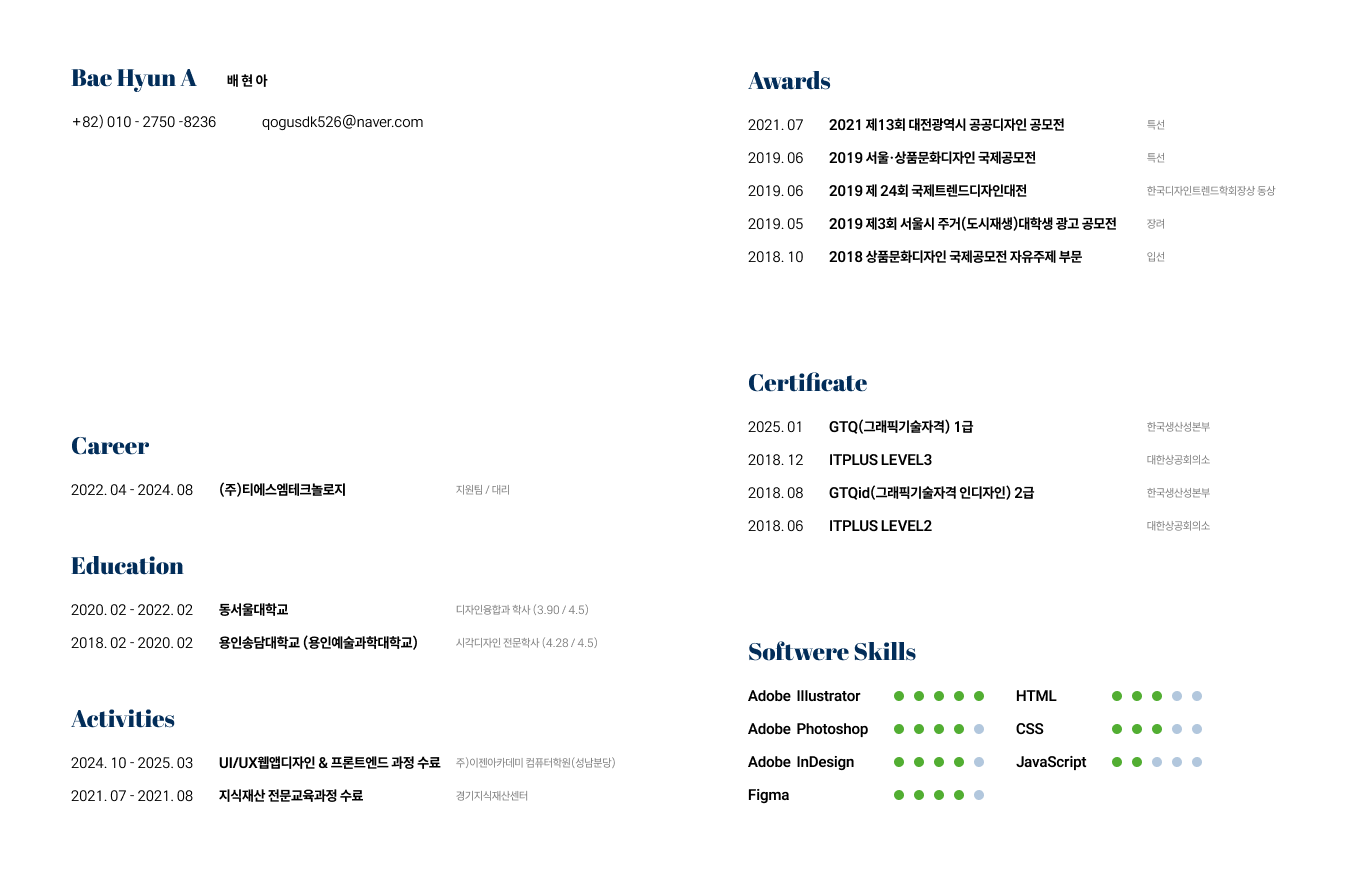 Bae Hyun A 배 현 아
+82) 010 - 2750 -8236 qogusdk526@naver.com
Career
2022. 04 - 2024. 08 (주)티에스엠테크놀로지 지원팀 / 대리
Education
2020. 02 - 2022. 02 동서울대학교 디자인융합과 학사 (3.90 / 4.5)
2018. 02 - 2020. 02 용인송담대학교 (용인예술과학대학교) 시각디자인 전문학사 (4.28 / 4.5)
Activities
2024. 10 - 2025. 03 UI/UX웹앱디자인 & 프론트엔드 과정 수료 주)이젠아카데미 컴퓨터학원(성남분당)
2021. 07 - 2021. 08 지식재산 전문교육과정 수료 경기지식재산센터
Awards
2021. 07 2021 제13회 대전광역시 공공디자인 공모전 특선
2019. 06 2019 서울·상품문화디자인 국제공모전 특선
2019. 06 2019 제 24회 국제트렌드디자인대전 한국디자인트렌드학회장상 동상
2019. 05 2019 제3회 서울시 주거(도시재생)대학생 광고 공모전 장려
2018. 10 2018 상품문화디자인 국제공모전 자유주제 부문 입선
Certificate
2025. 01 GTQ(그래픽기술자격) 1급 한국생산성본부
2018. 12 ITPLUS LEVEL3 대한상공회의소
2018. 08 GTQid(그래픽기술자격 인디자인) 2급 한국생산성본부
2018. 06 ITPLUS LEVEL2 대한상공회의소
Softwere Skills
Adobe Illustrator HTML
Adobe Photoshop CSS
Adobe InDesign JavaScript
Figma